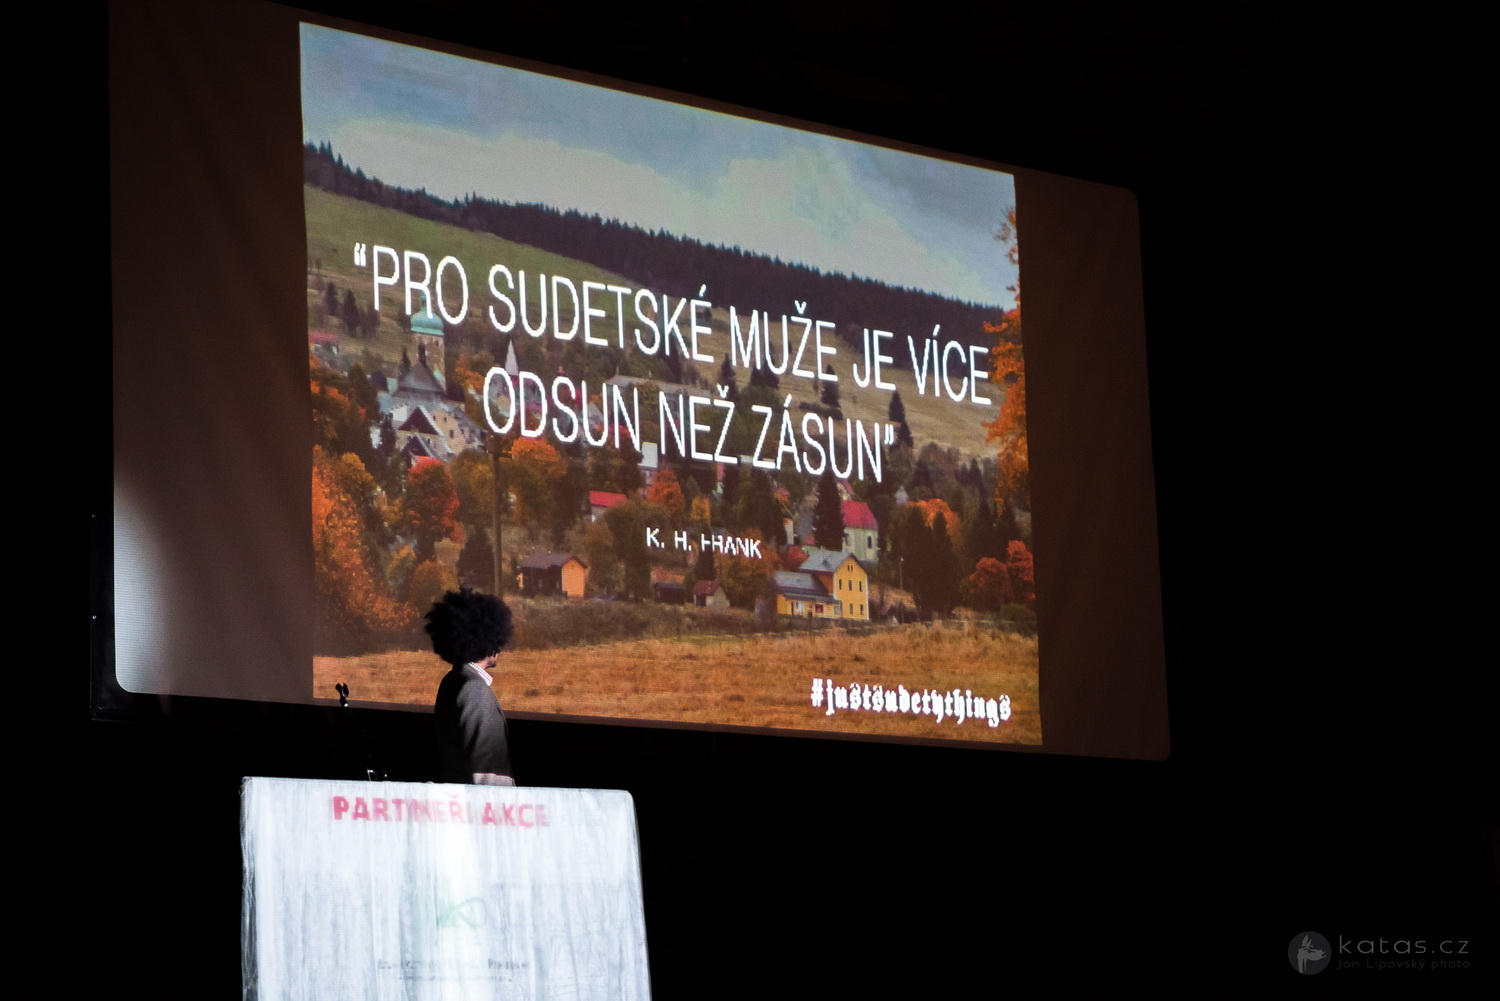 “PRO SUDETSKÉ MUŽE JE VÍCE
ODSUN NEŽ ZÁSUN”
K. H. FRANK
#justsudetythings
PARTNEŘI AKCE
katas.cz
Jan Lipovský photo